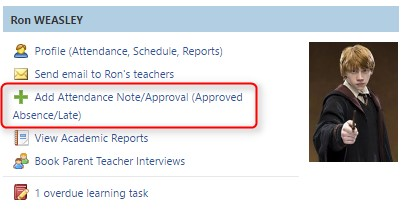 Ron WEASLEY
Profile (Attendance, Schedule, Reports)
Send email to Ron's teachers
Add Attendance Note/Approval (Approved
Absence/Late)
View Academic Reports
Book Parent Teacher Interviews
1 overdue learning task